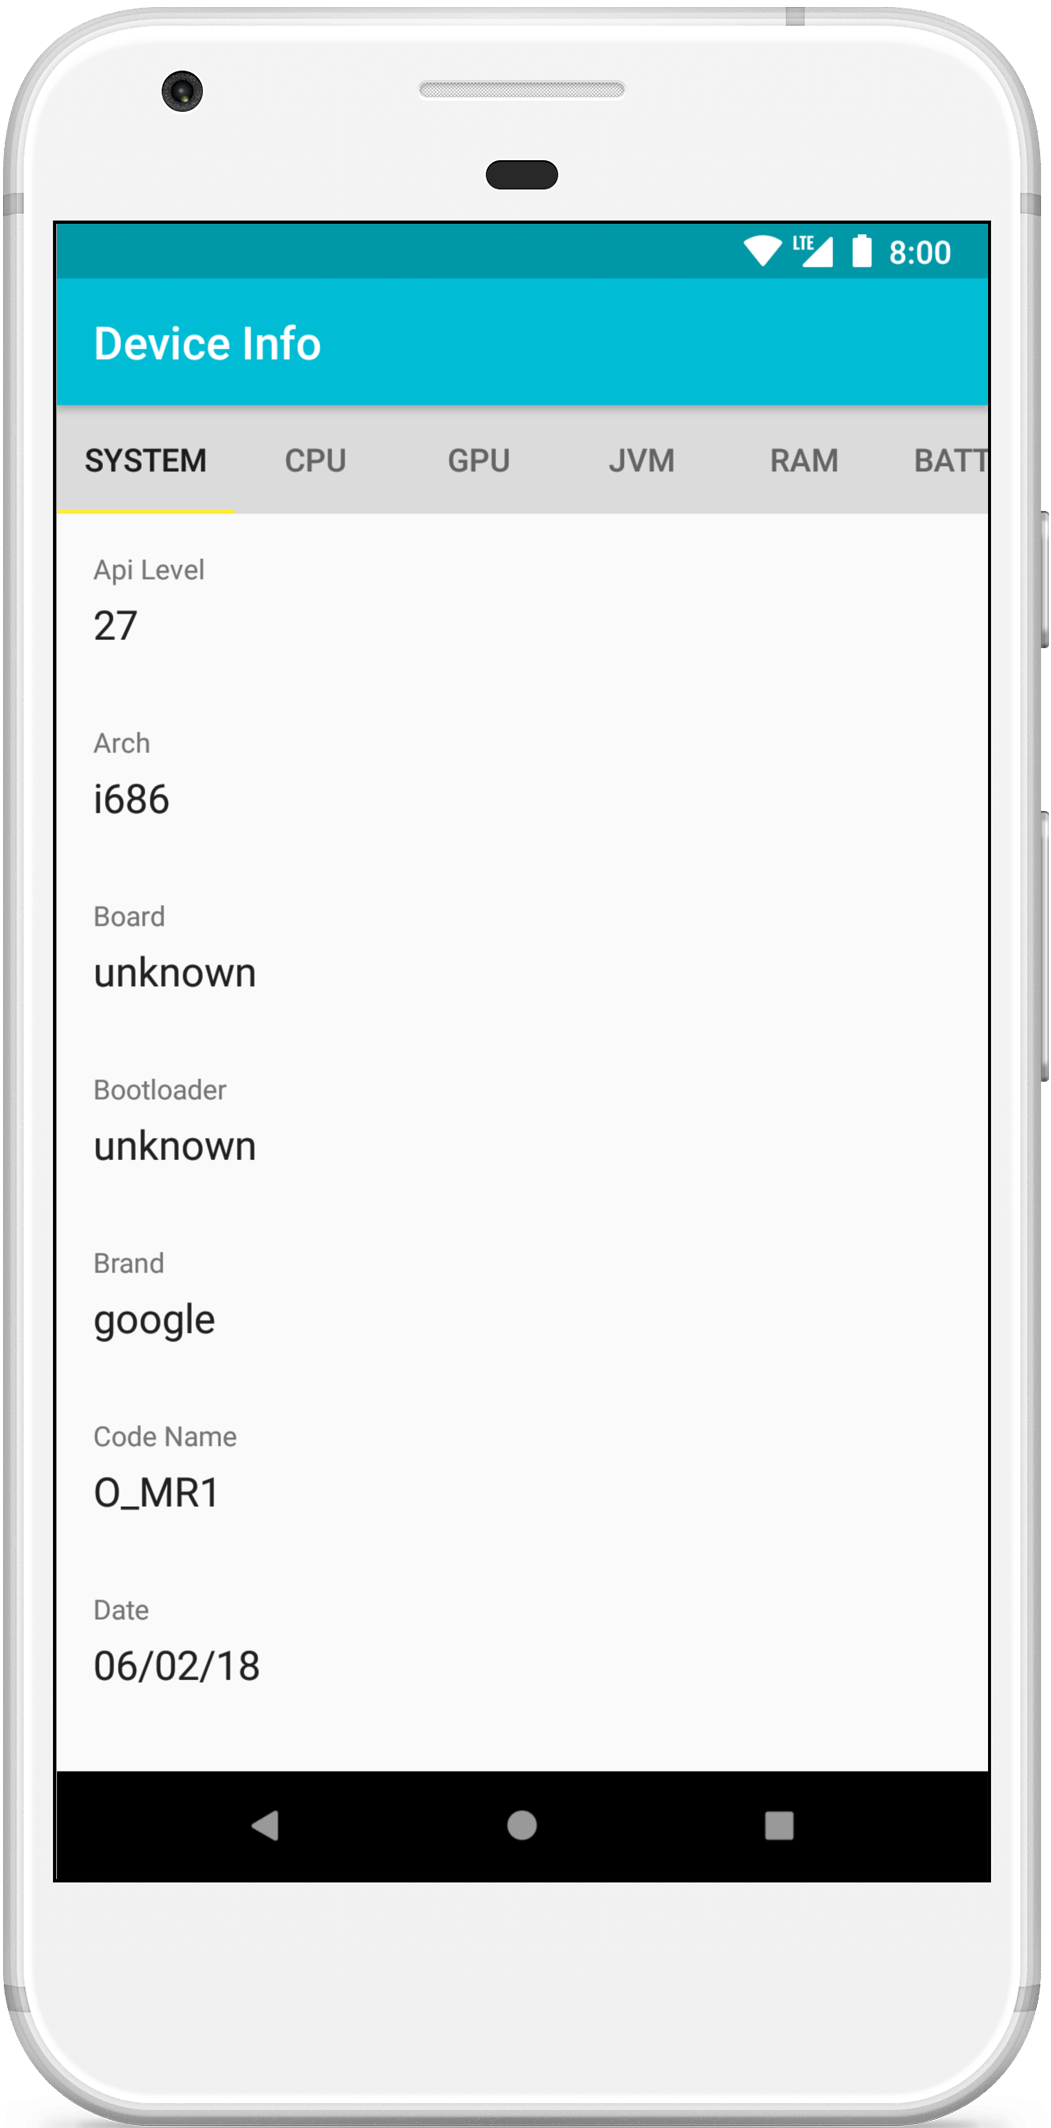 LTE 8:00
Device Info
SYSTEM CPU GPU JVM RAM BATT
Api Level
27
Arch
i686
Board
unknown
Bootloader
unknown
Brand
google
Code Name
O_MR1
Date
06/02/18